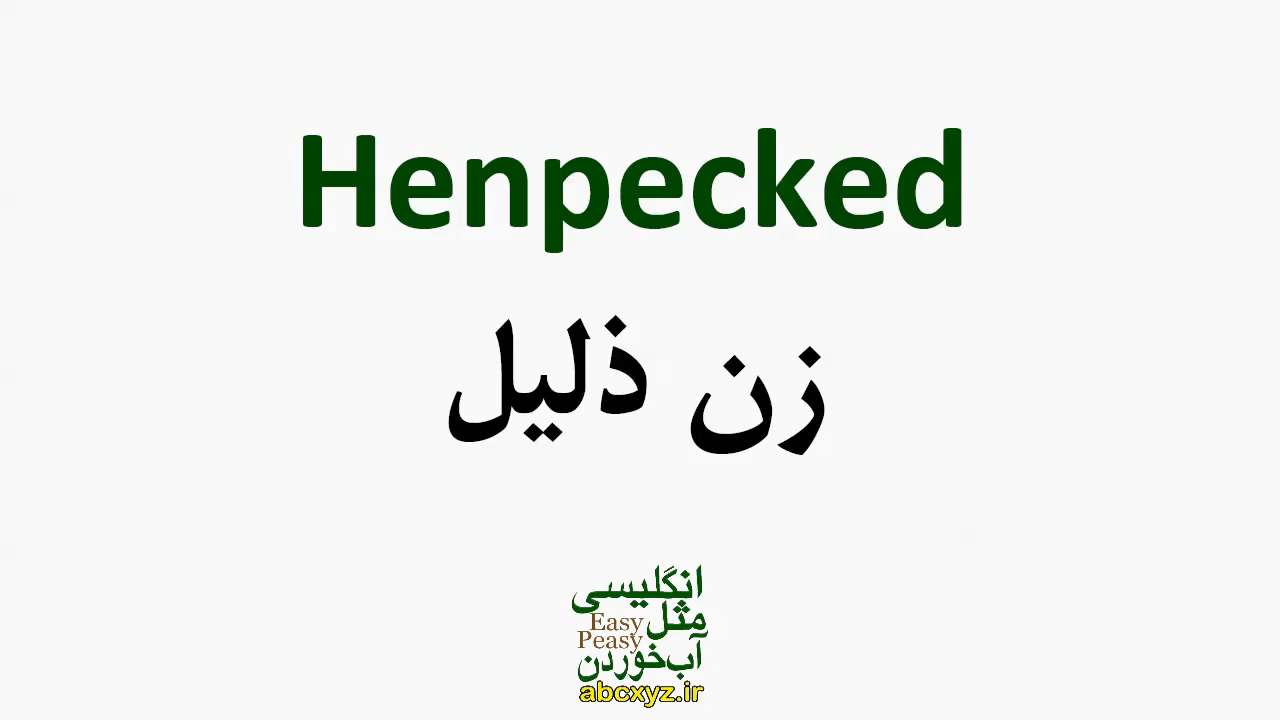 Henpecked
زن ذلیل
انگلیسی
مثل Easy
Peasy
آب‌خوردن
abcxyz.ir